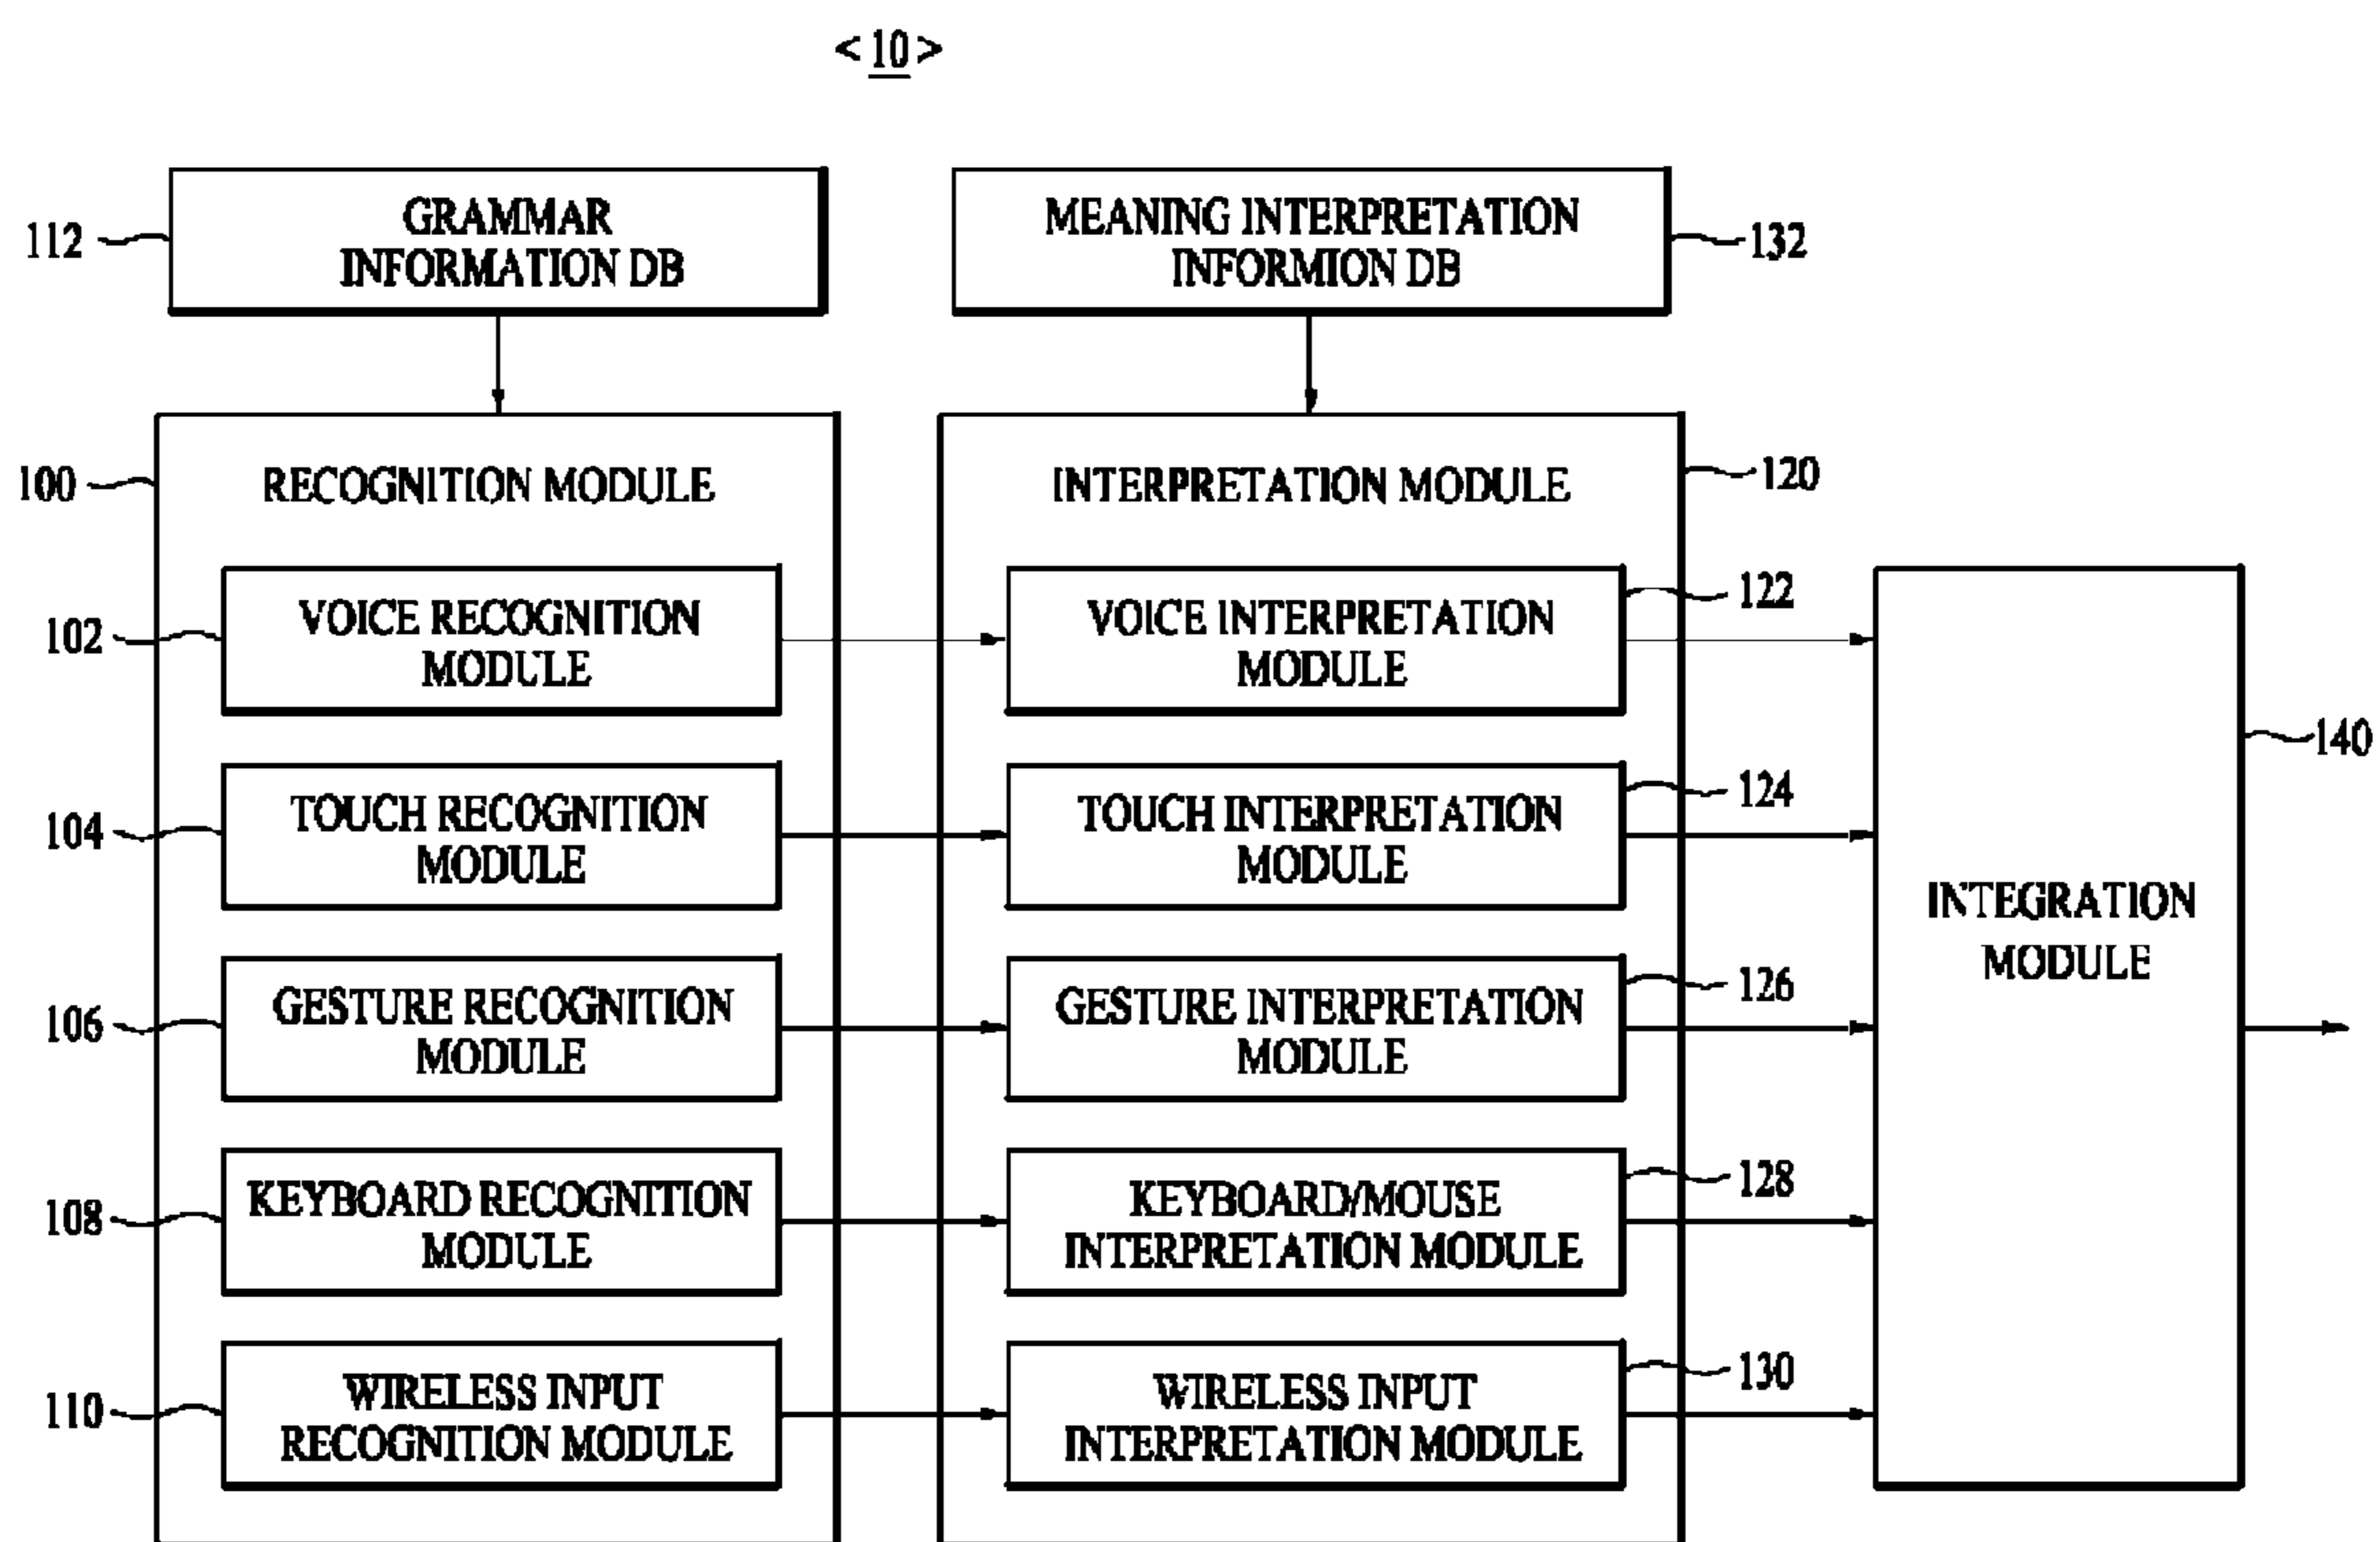 <10>
GRAMMAR
INFORMATION DB
112
MEANING INTERPRETATION
INFORMION DB
132
100
RECOGNITION MODULE
INTERPRETATION MODULE
120
102
VOICE RECOGNITION
MODULE
VOICE INTERPRETATION
MODULE
122
104
TOUCH RECOGNITION
MODULE
TOUCH INTERPRETATION
MODULE
124
106
GESTURE RECOGNITION
MODULE
GESTURE INTERPRETATION
MODULE
126
108
KEYBOARD RECOGNITION
MODULE
KEYBOARD/MOUSE
INTERPRETATION MODULE
128
110
WIRELESS INPUT
RECOGNITION MODULE
WIRELESS INPUT
INTERPRETATION MODULE
130
INTEGRATION
MODULE
140